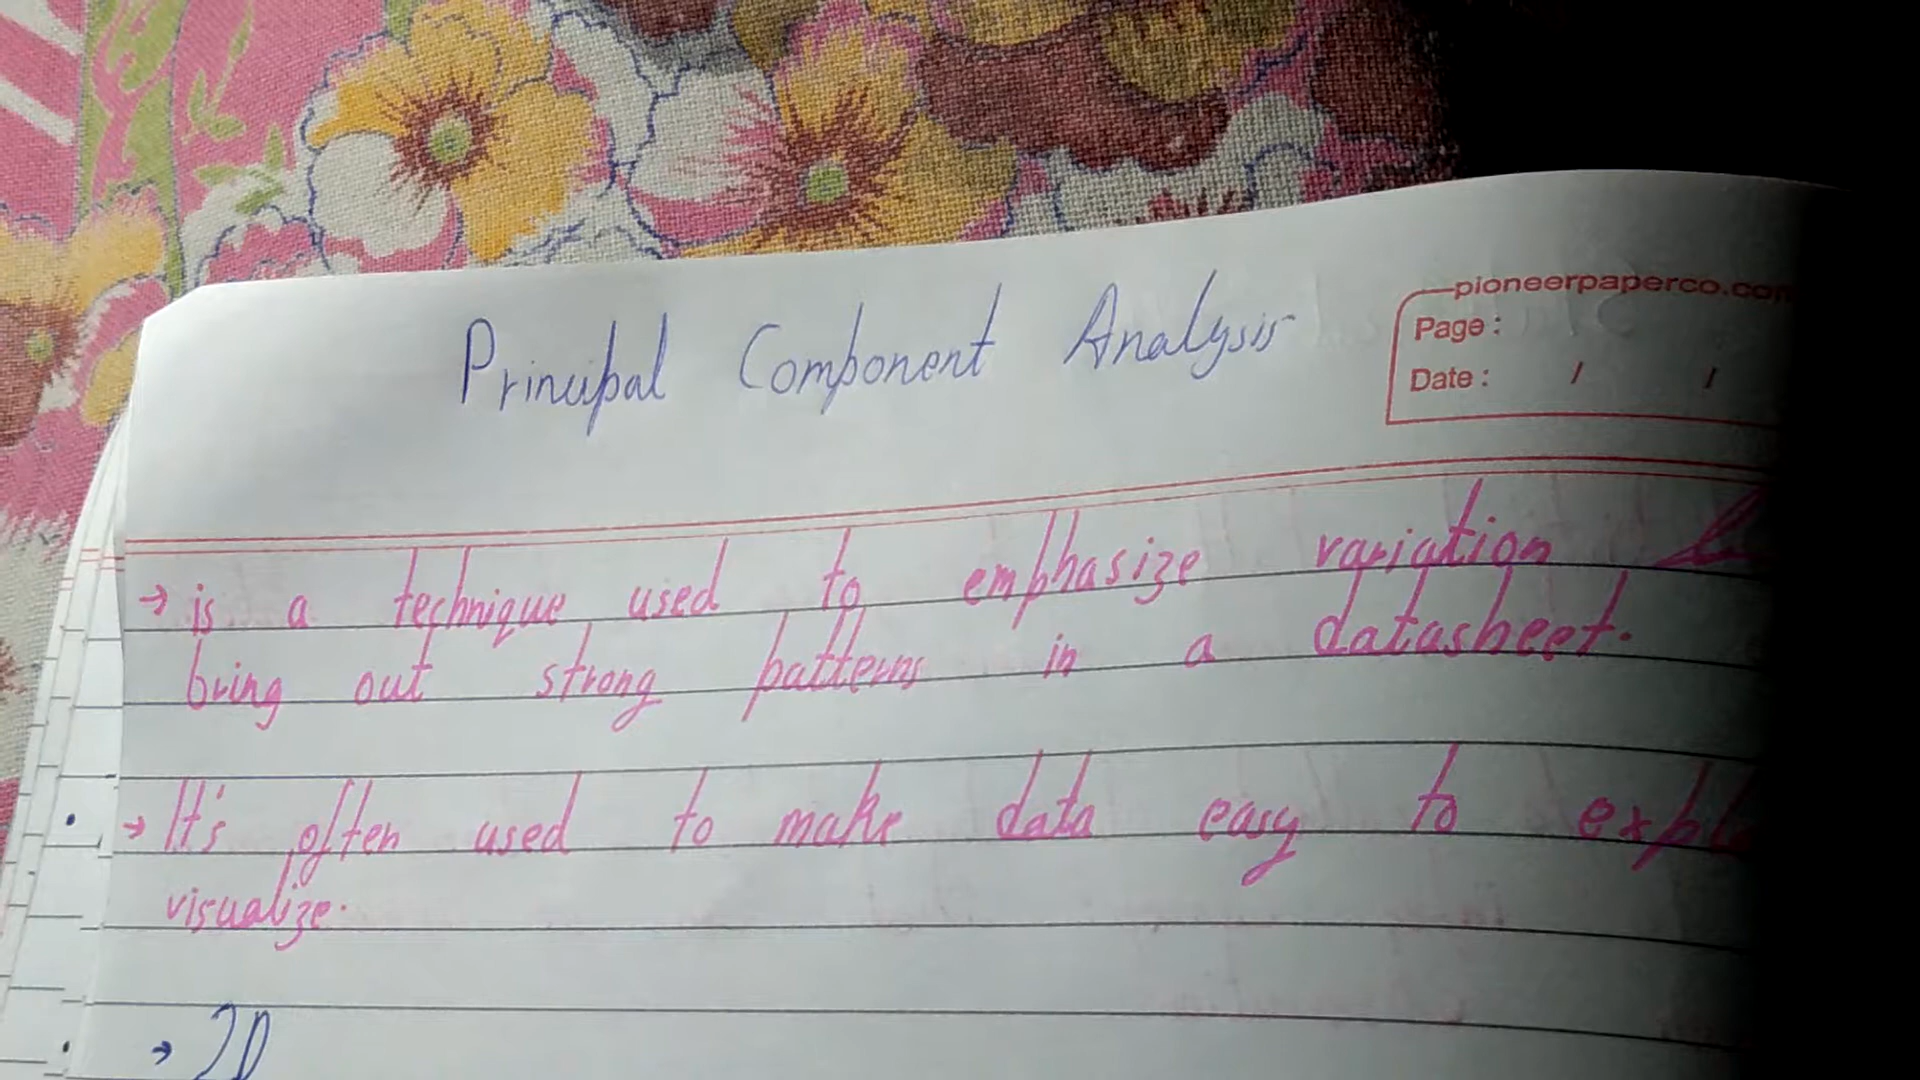 Principal Component Analysis
pioneerpaperco.com
Page :
Date : / /
→ is a technique used to emphasize variation
bring out strong patterns in a datasheet.
→ It's often used to make data easy to
visualize.
→ 2D